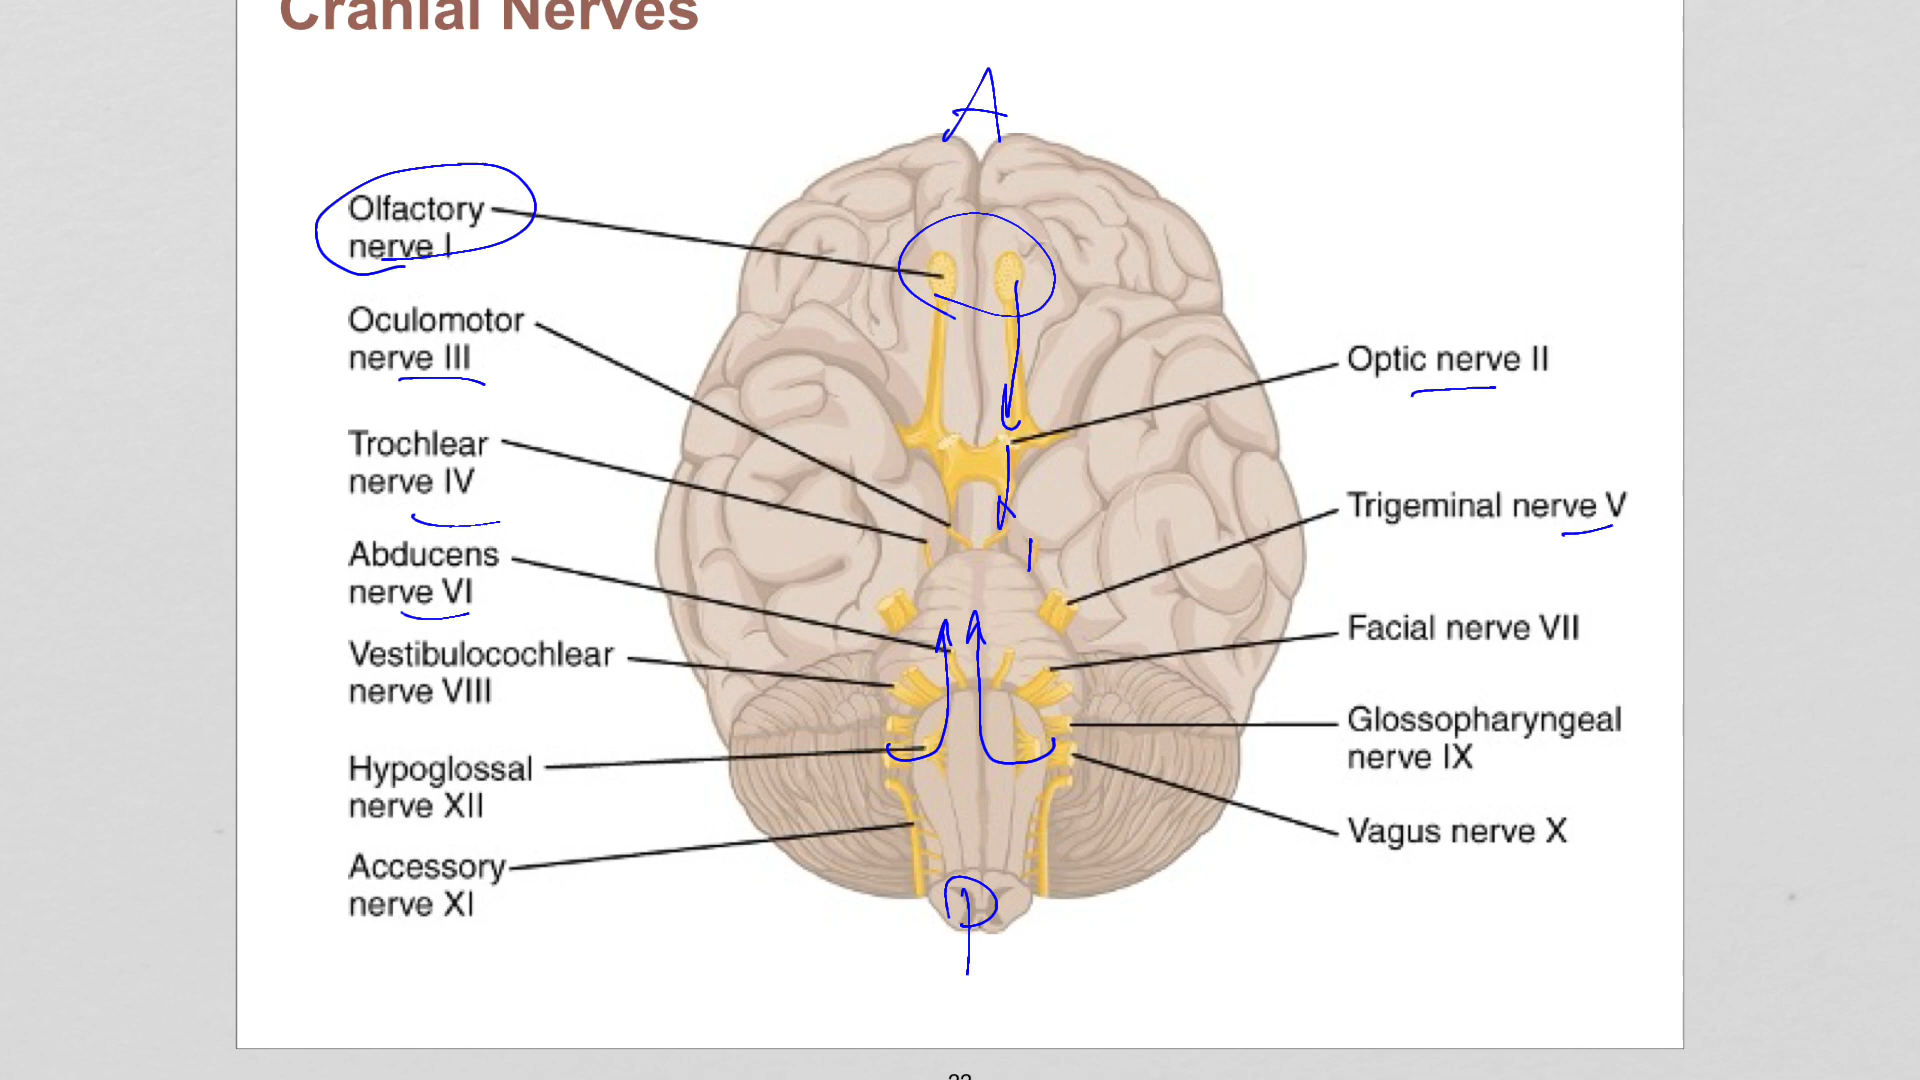 Cranial Nerves
A
Olfactory
nerve I
Oculomotor
nerve III
Trochlear
nerve IV
Abducens
nerve VI
Vestibulocochlear
nerve VIII
Hypoglossal
nerve XII
Accessory
nerve XI
Optic nerve II
Trigeminal nerve V
Facial nerve VII
Glossopharyngeal
nerve IX
Vagus nerve X
P